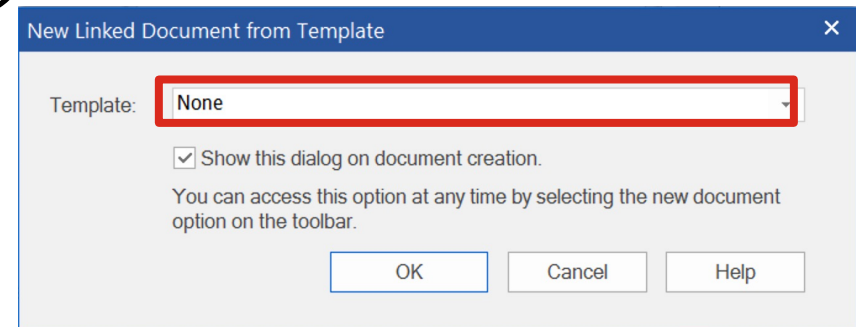 New Linked Document from Template
Template: None
Show this dialog on document creation.
You can access this option at any time by selecting the new document
option on the toolbar.
OK Cancel Help